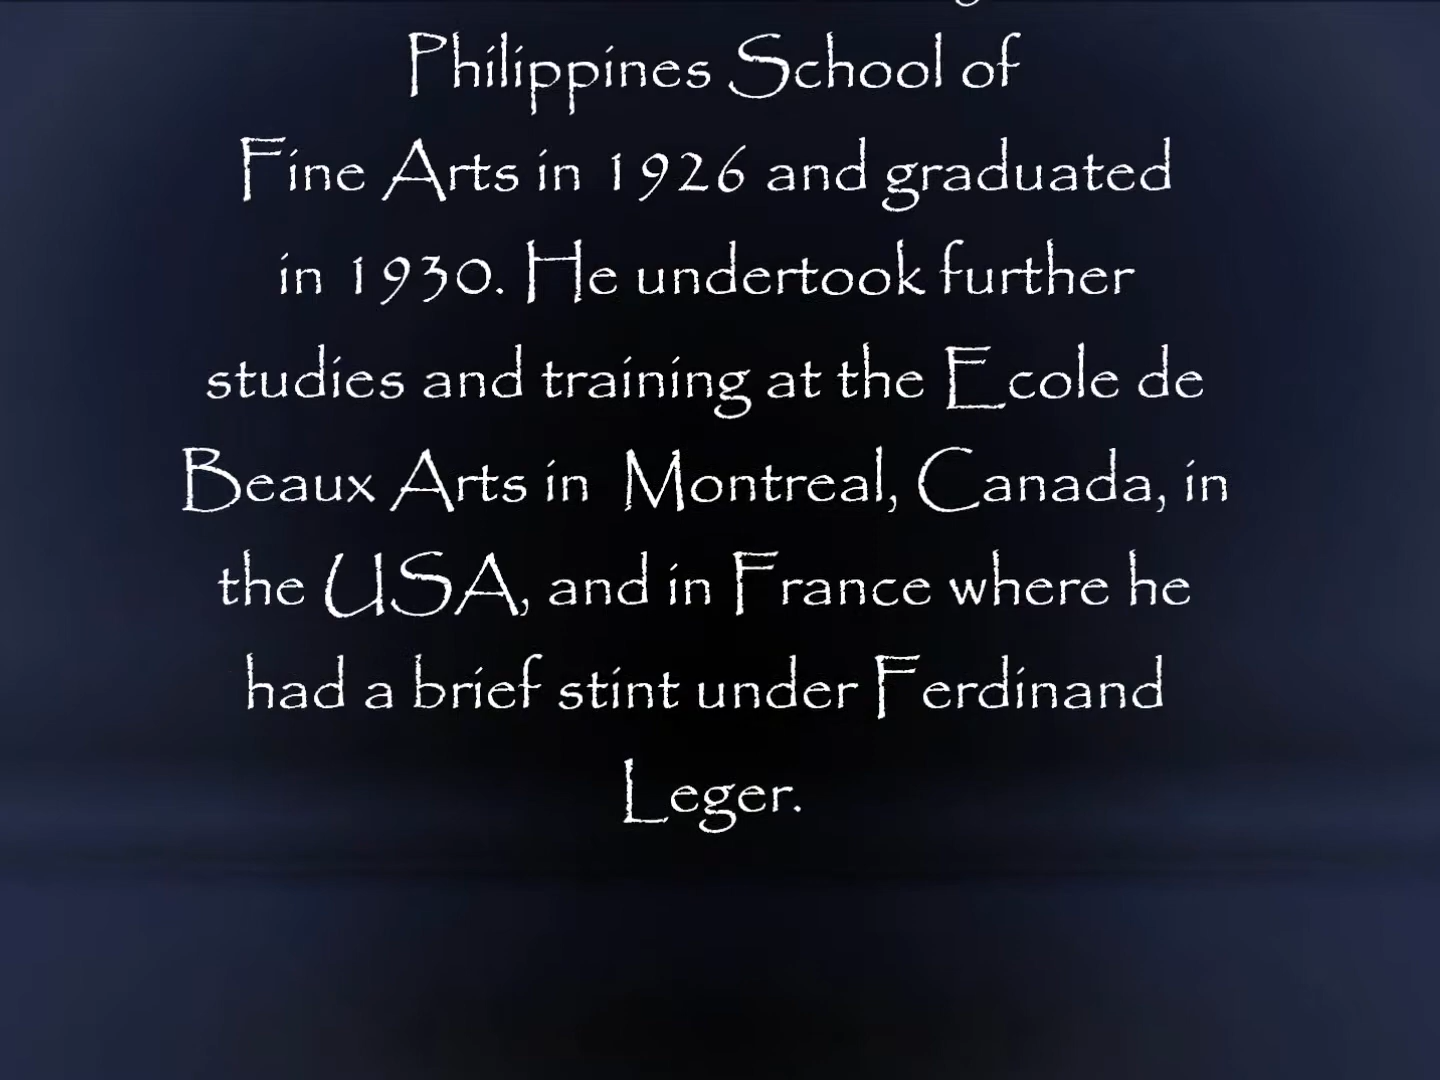 Philippines School of
Fine Arts in 1926 and graduated
in 1930. He undertook further
studies and training at the Ecole de
Beaux Arts in Montreal, Canada, in
the USA, and in France where he
had a brief stint under Ferdinand
Leger.